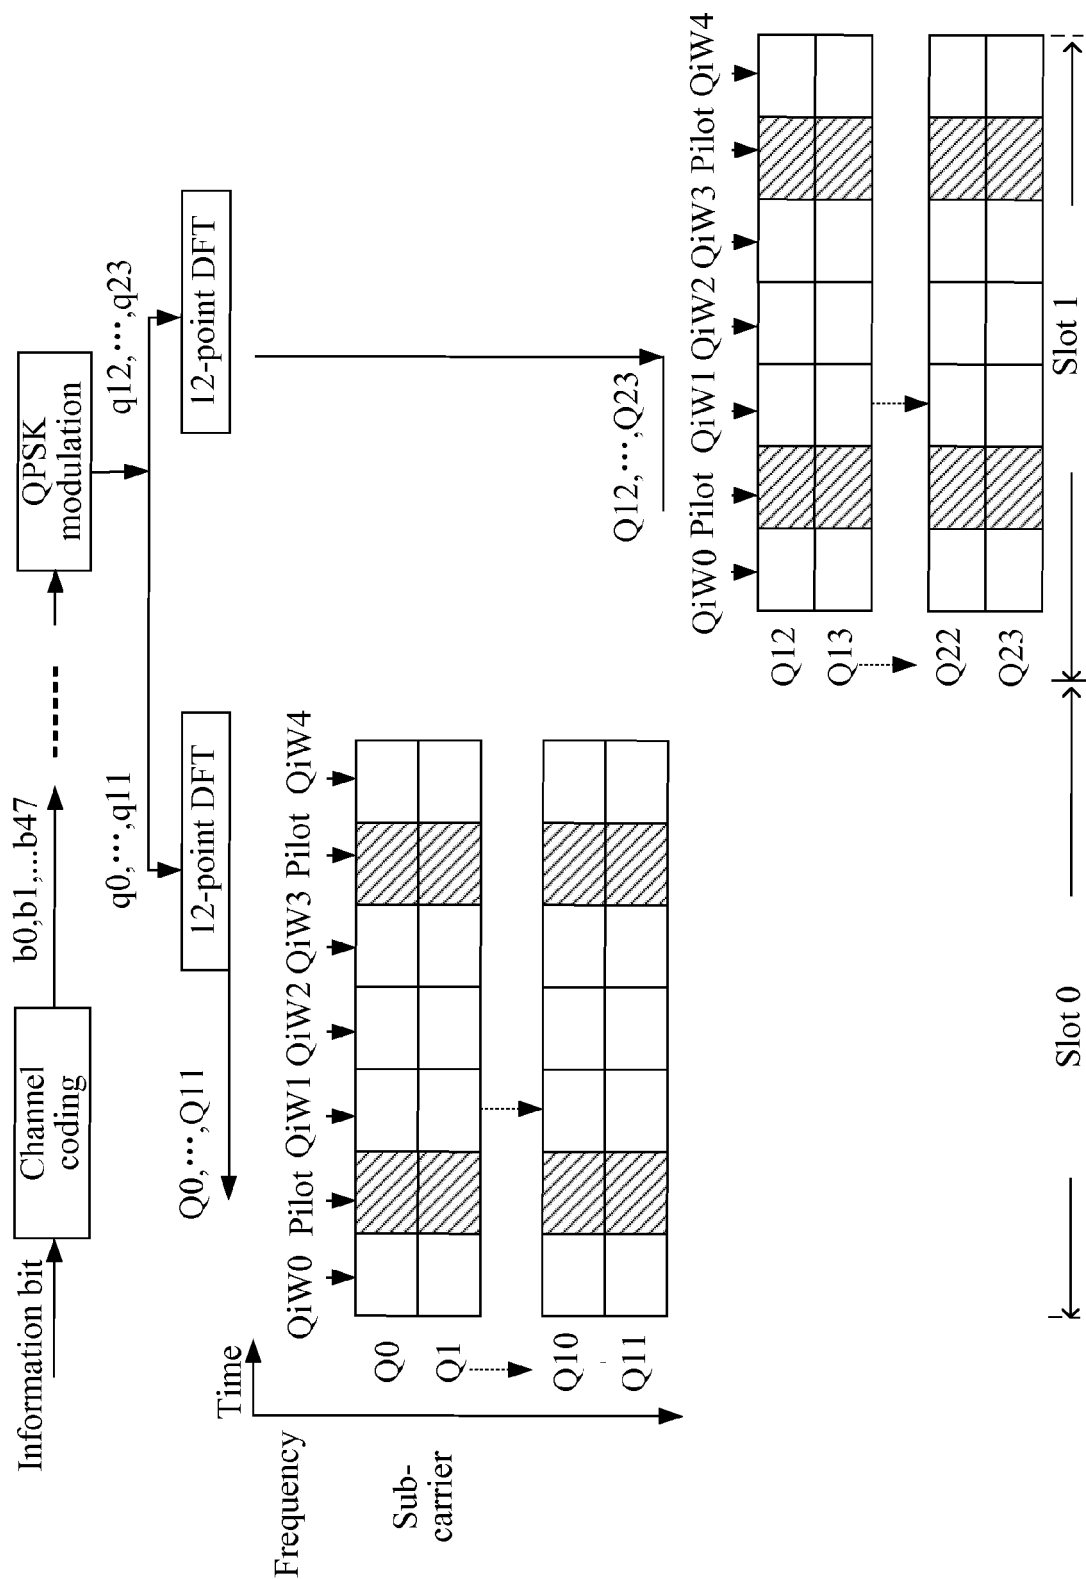 Information bit
Channel
coding
b0,b1,...b47
QPSK
modulation
q0,⋯,q11
q12,⋯,q23
12-point DFT
12-point DFT
Q0,⋯,Q11
Q12,⋯,Q23
Time
Frequency
Sub-
carrier
QiW0 Pilot QiW1 QiW2 QiW3 Pilot QiW4
Q0
Q1
Q10
Q11
QiW0 Pilot QiW1 QiW2 QiW3 Pilot QiW4
Q12
Q13
Q22
Q23
Slot 0
Slot 1